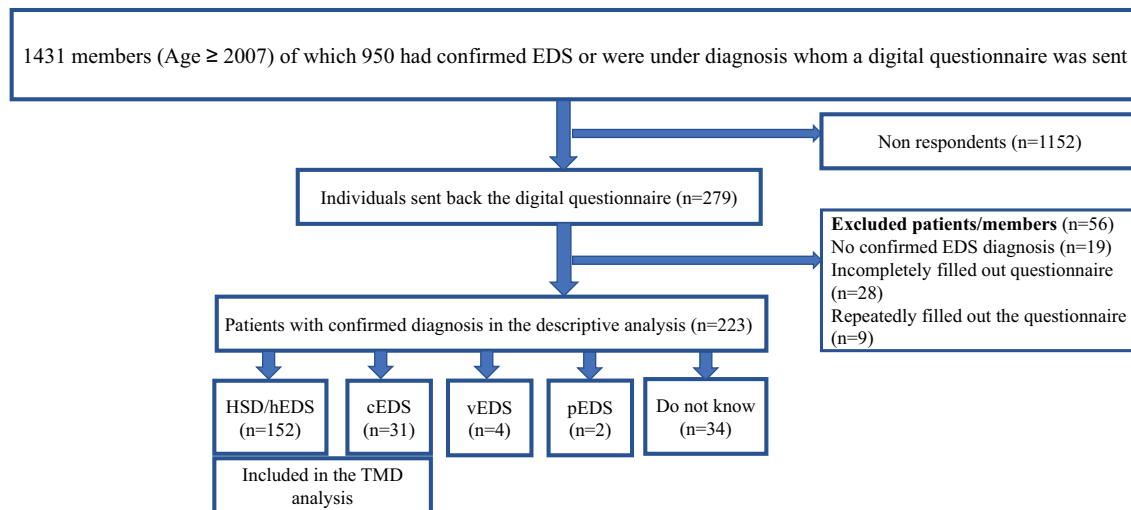 1431 members (Age ≥ 2007) of which 950 had confirmed EDS or were under diagnosis whom a digital questionnaire was sent
Non respondents (n=1152)
Individuals sent back the digital questionnaire (n=279)
Excluded patients/members (n=56)
No confirmed EDS diagnosis (n=19)
Incompletely filled out questionnaire
(n=28)
Repeatedly filled out the questionnaire
(n=9)
Patients with confirmed diagnosis in the descriptive analysis (n=223)
HSD/hEDS
(n=152)
cEDS
(n=31)
vEDS
(n=4)
pEDS
(n=2)
Do not know
(n=34)
Included in the TMD
analysis